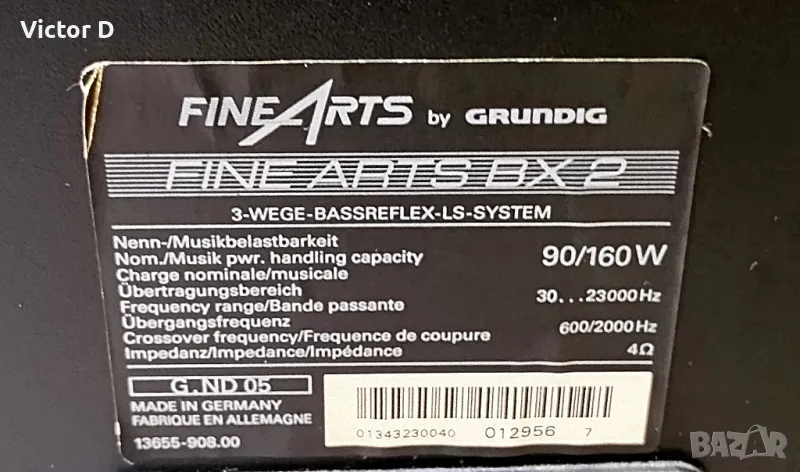 Victor D
FINE ARTS by GRUNDIG
FINE ARTS BX 2
3-WEGE-BASSREFLEX-LS-SYSTEM
Nenn-/Musikbelastbarkeit
Nom./Musik pwr. handling capacity 90/160 W
Charge nominale/musicale
Übertragungsbereich
Frequency range/Bande passante 30...23000 Hz
Übergangsfrequenz
Crossover frequency/Frequence de coupure 600/2000 Hz
Impedanz/Impedance/Impédance 4Ω
G. ND 05
MADE IN GERMANY
FABRIQUE EN ALLEMAGNE
13655-908.00
01343230040 012956 7
BAZAR